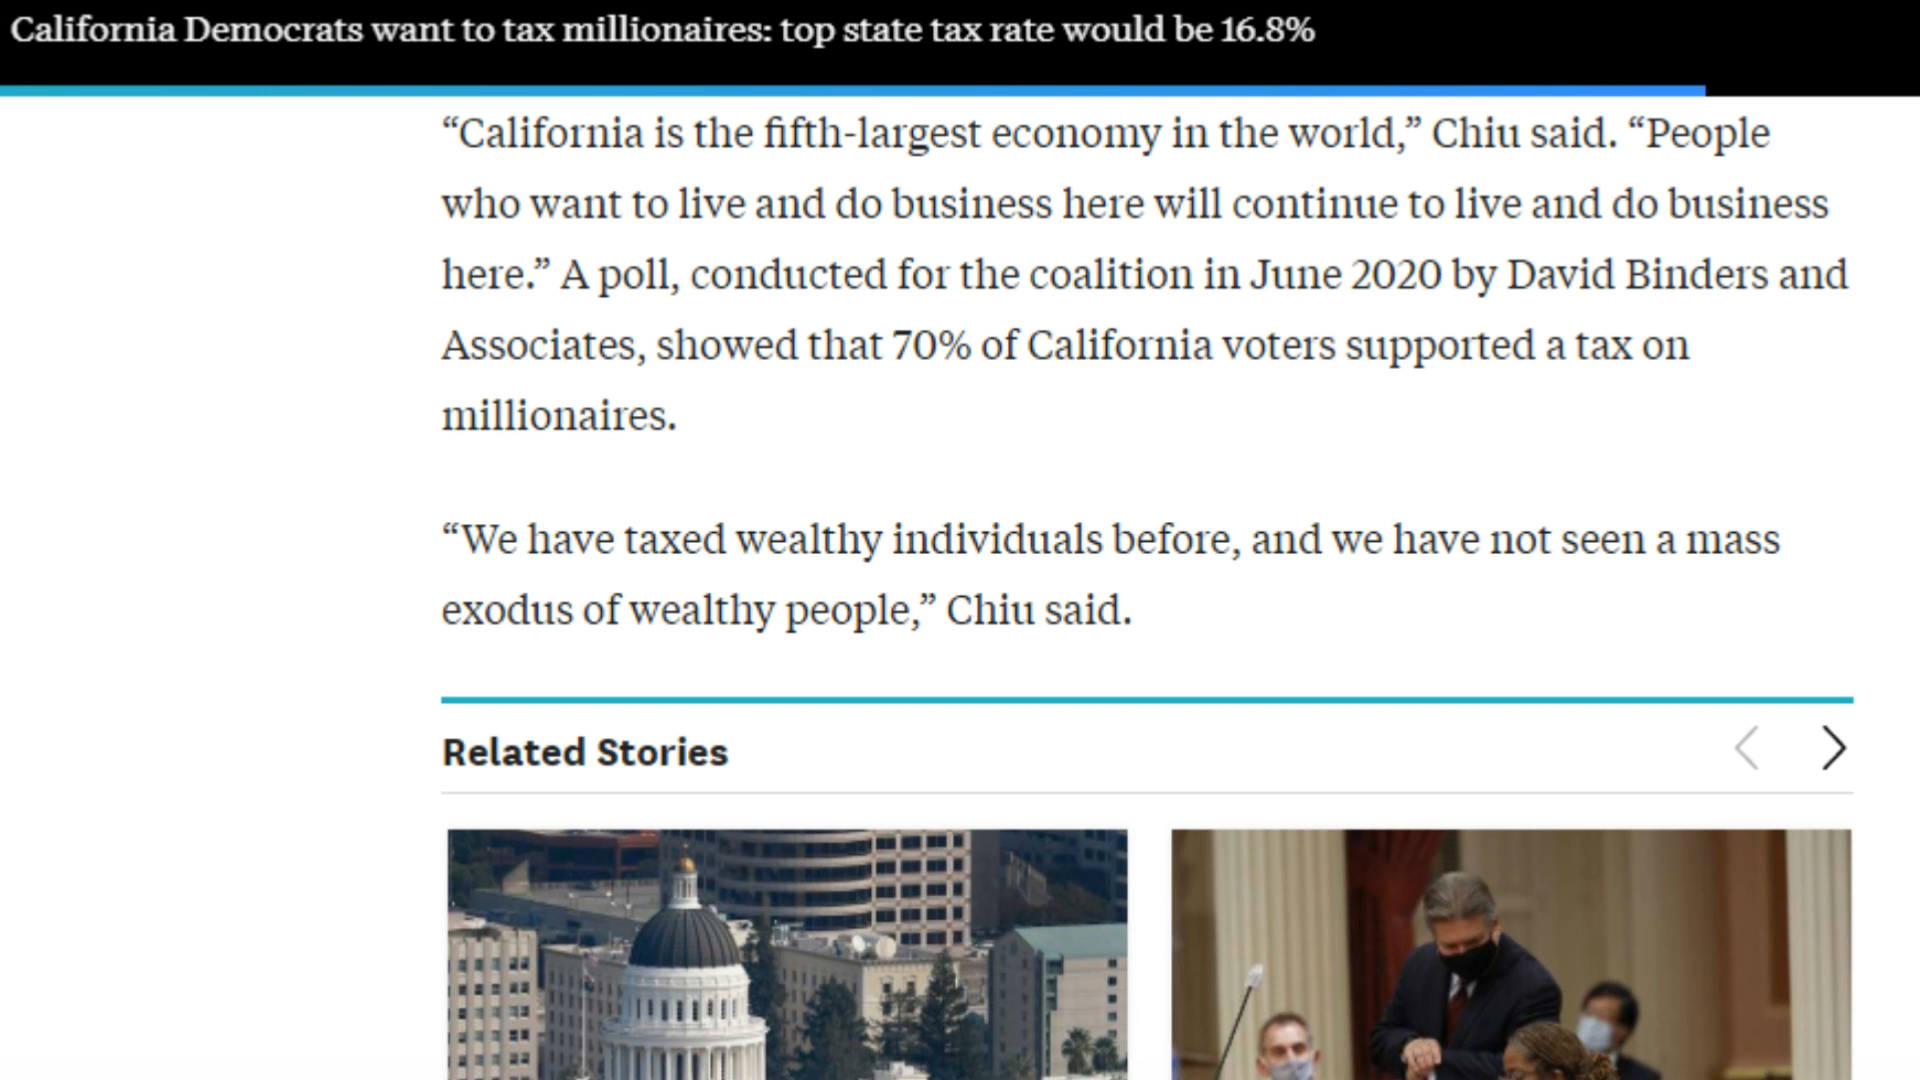 California Democrats want to tax millionaires: top state tax rate would be 16.8%
“California is the fifth-largest economy in the world,” Chiu said. “People
who want to live and do business here will continue to live and do business
here.” A poll, conducted for the coalition in June 2020 by David Binders and
Associates, showed that 70% of California voters supported a tax on
millionaires.
“We have taxed wealthy individuals before, and we have not seen a mass
exodus of wealthy people,” Chiu said.
Related Stories